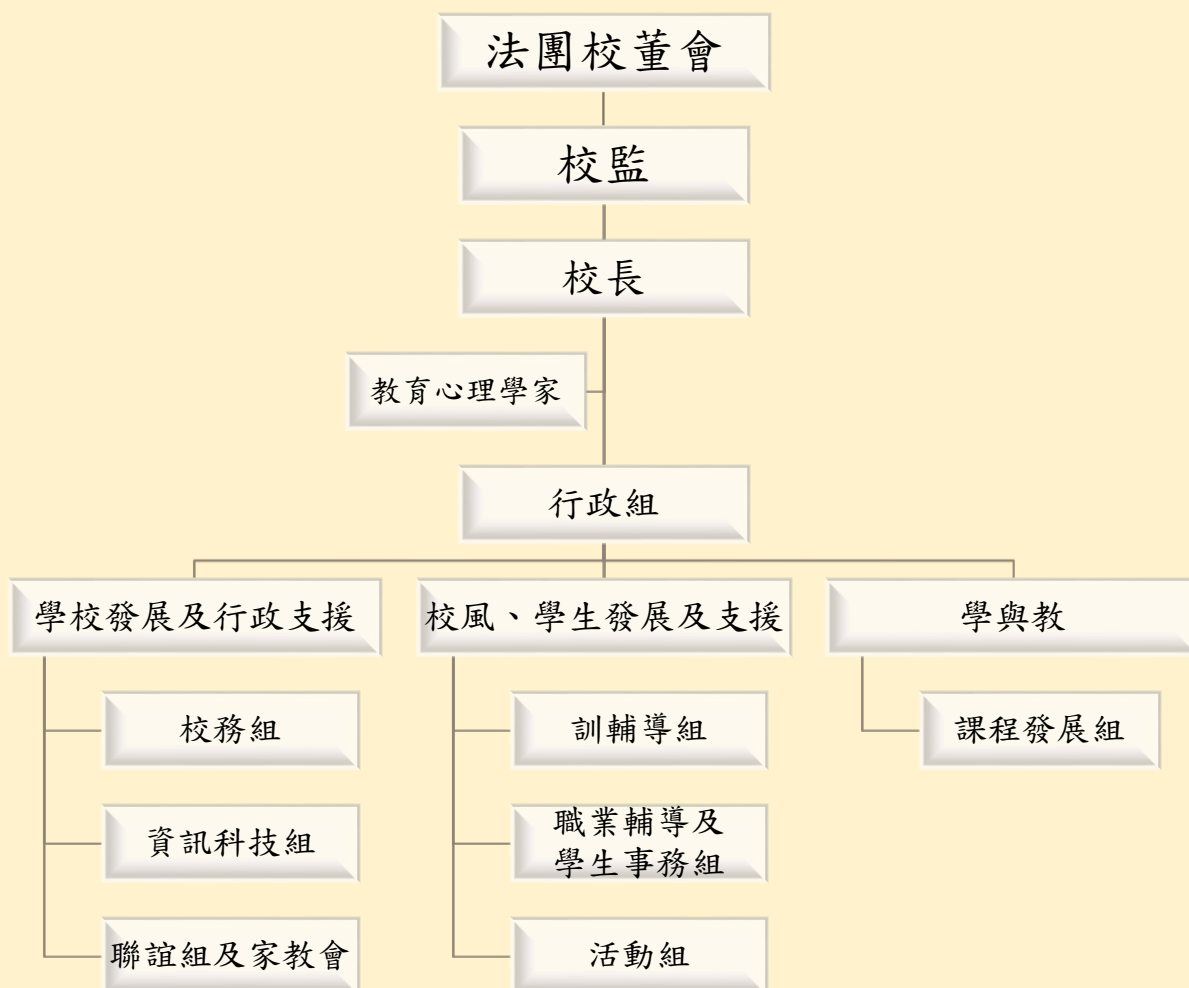 法團校董會
校監
校長
教育心理學家
行政組
學校發展及行政支援
校務組
資訊科技組
聯誼組及家教會
校風、學生發展及支援
訓輔導組
職業輔導及
學生事務組
活動組
學與教
課程發展組